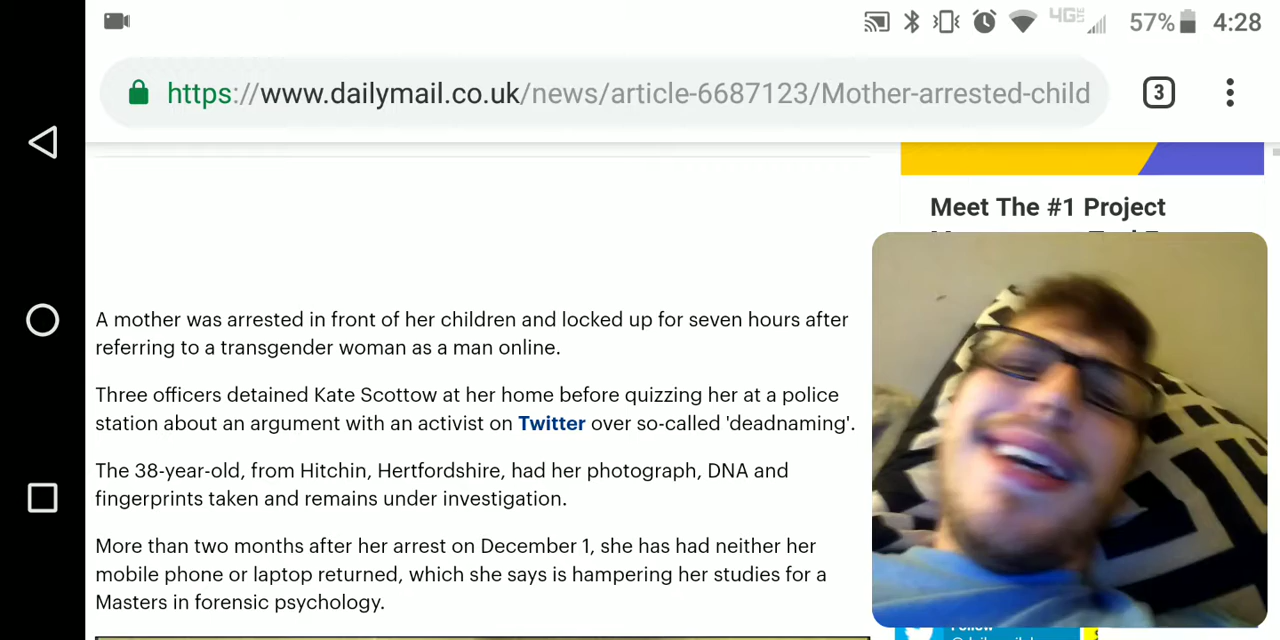 4G 57% 4:28
https://www.dailymail.co.uk/news/article-6687123/Mother-arrested-child
3
Meet The #1 Project
A mother was arrested in front of her children and locked up for seven hours after
referring to a transgender woman as a man online.
Three officers detained Kate Scottow at her home before quizzing her at a police
station about an argument with an activist on Twitter over so-called 'deadnaming'.
The 38-year-old, from Hitchin, Hertfordshire, had her photograph, DNA and
fingerprints taken and remains under investigation.
More than two months after her arrest on December 1, she has had neither her
mobile phone or laptop returned, which she says is hampering her studies for a
Masters in forensic psychology.